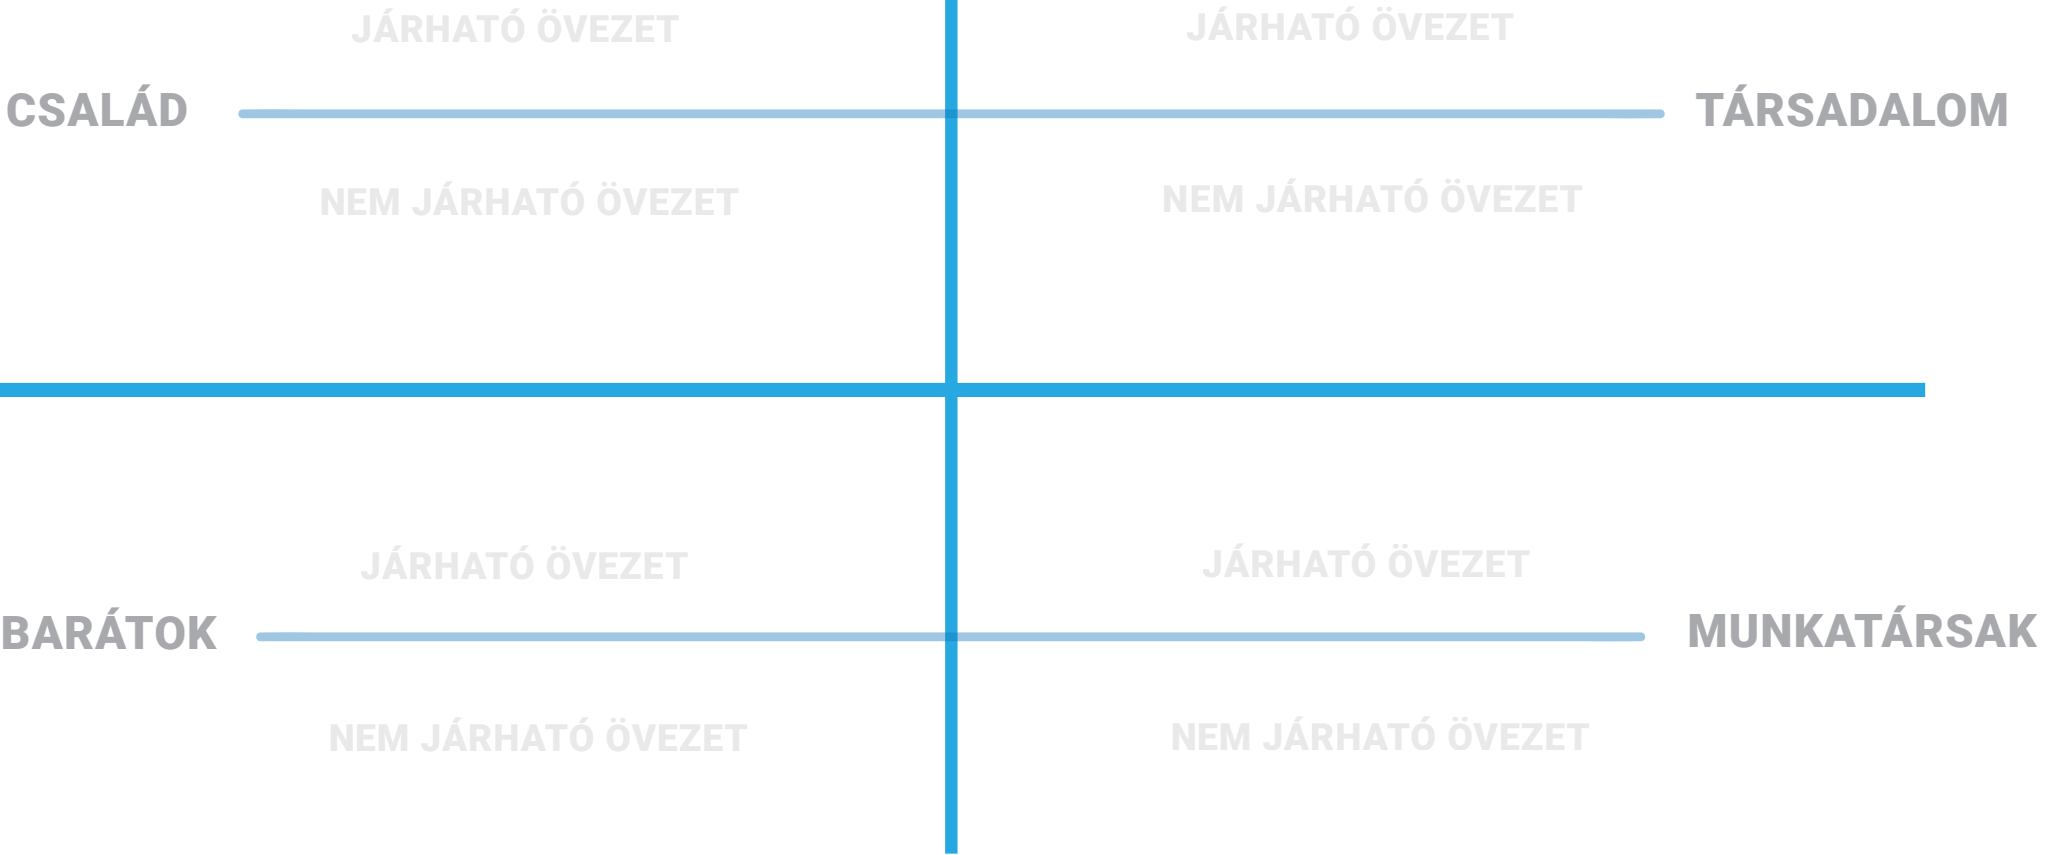 JÁRHATÓ ÖVEZET
JÁRHATÓ ÖVEZET
CSALÁD
TÁRSADALOM
NEM JÁRHATÓ ÖVEZET
NEM JÁRHATÓ ÖVEZET
JÁRHATÓ ÖVEZET
JÁRHATÓ ÖVEZET
BARÁTOK
MUNKATÁRSAK
NEM JÁRHATÓ ÖVEZET
NEM JÁRHATÓ ÖVEZET